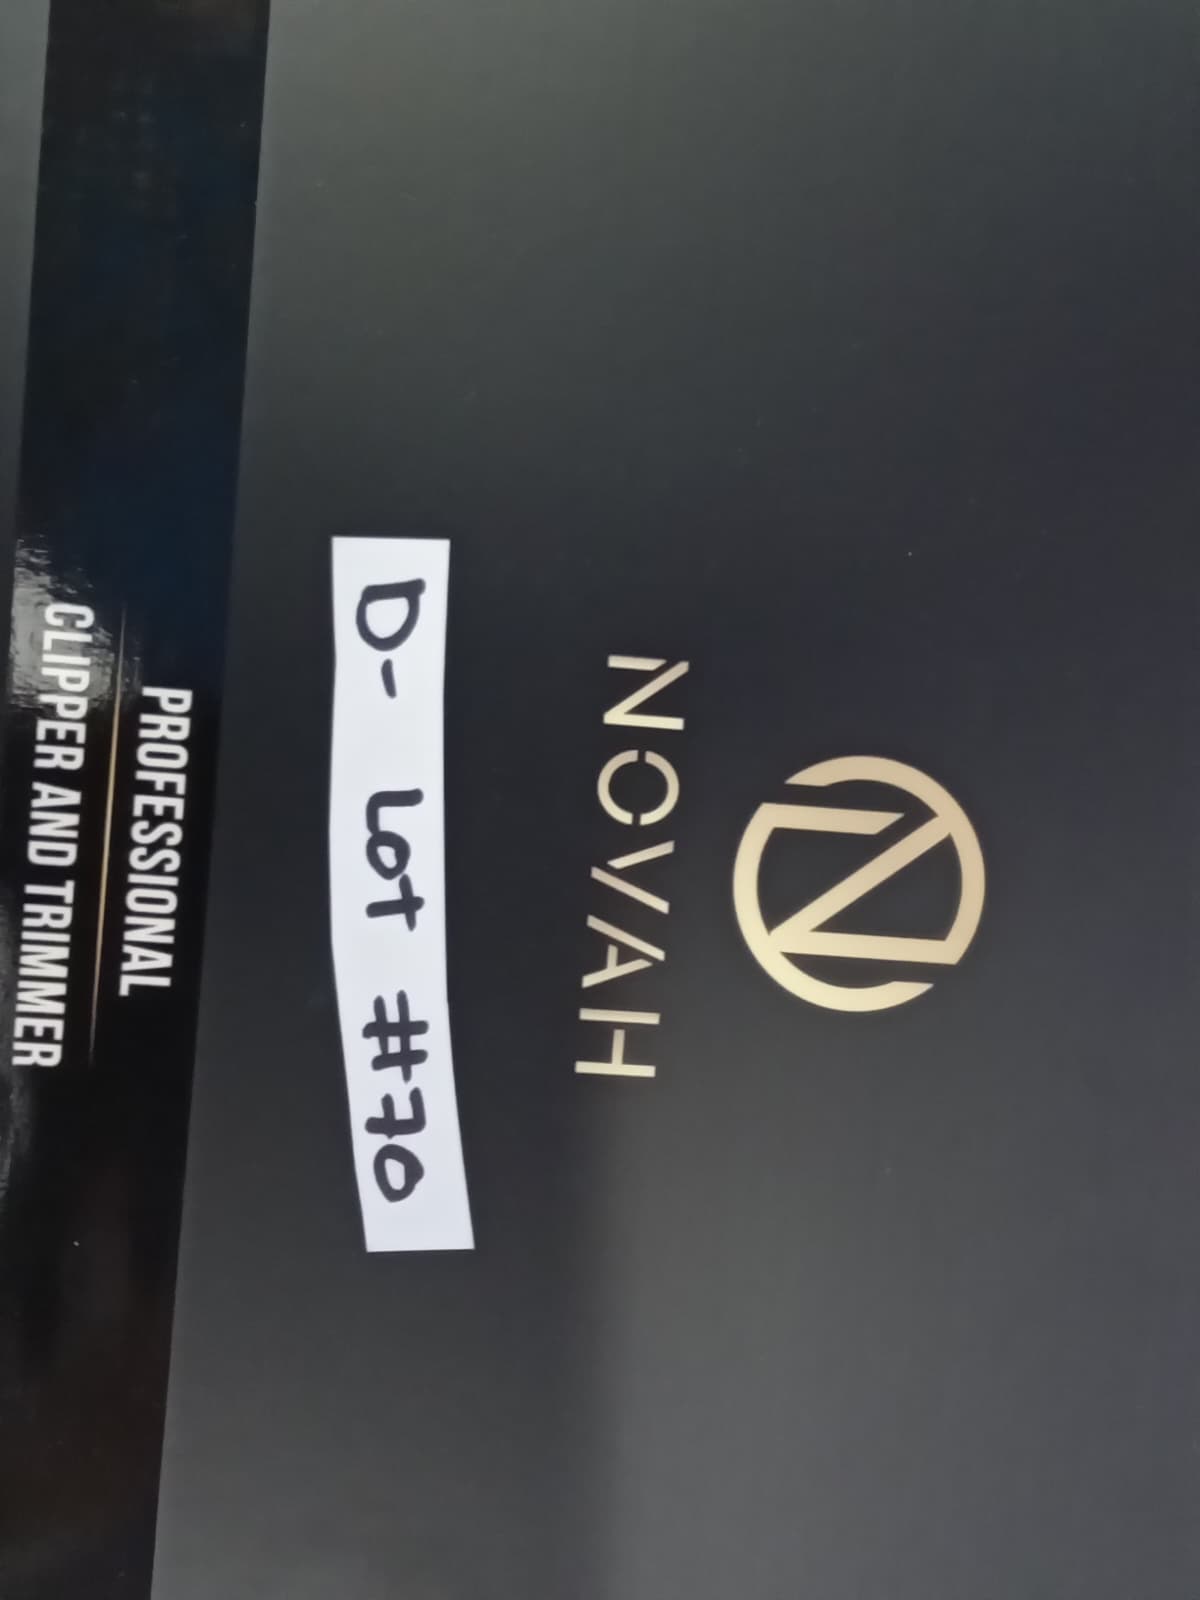 NOVAH
D- Lot #70
PROFESSIONAL
CLIPPER AND TRIMMER